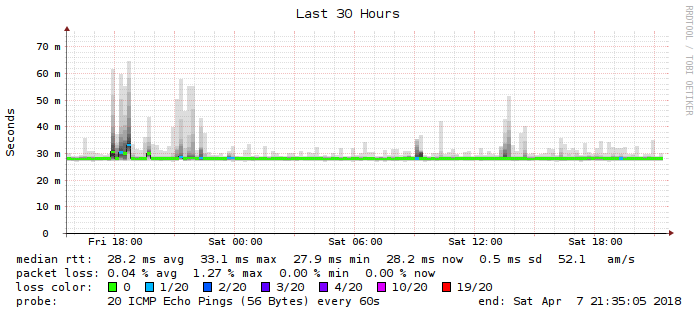 Last 30 Hours
RRDTOOL / TOBI OETIKER
Seconds
70 m
60 m
50 m
40 m
30 m
20 m
10 m
0
Fri 18:00 Sat 00:00 Sat 06:00 Sat 12:00 Sat 18:00
median rtt: 28.2 ms avg 33.1 ms max 27.9 ms min 28.2 ms now 0.5 ms sd 52.1 am/s
packet loss: 0.04 % avg 1.27 % max 0.00 % min 0.00 % now
loss color: 0 1/20 2/20 3/20 4/20 10/20 19/20
probe: 20 ICMP Echo Pings (56 Bytes) every 60s end: Sat Apr 7 21:35:05 2018